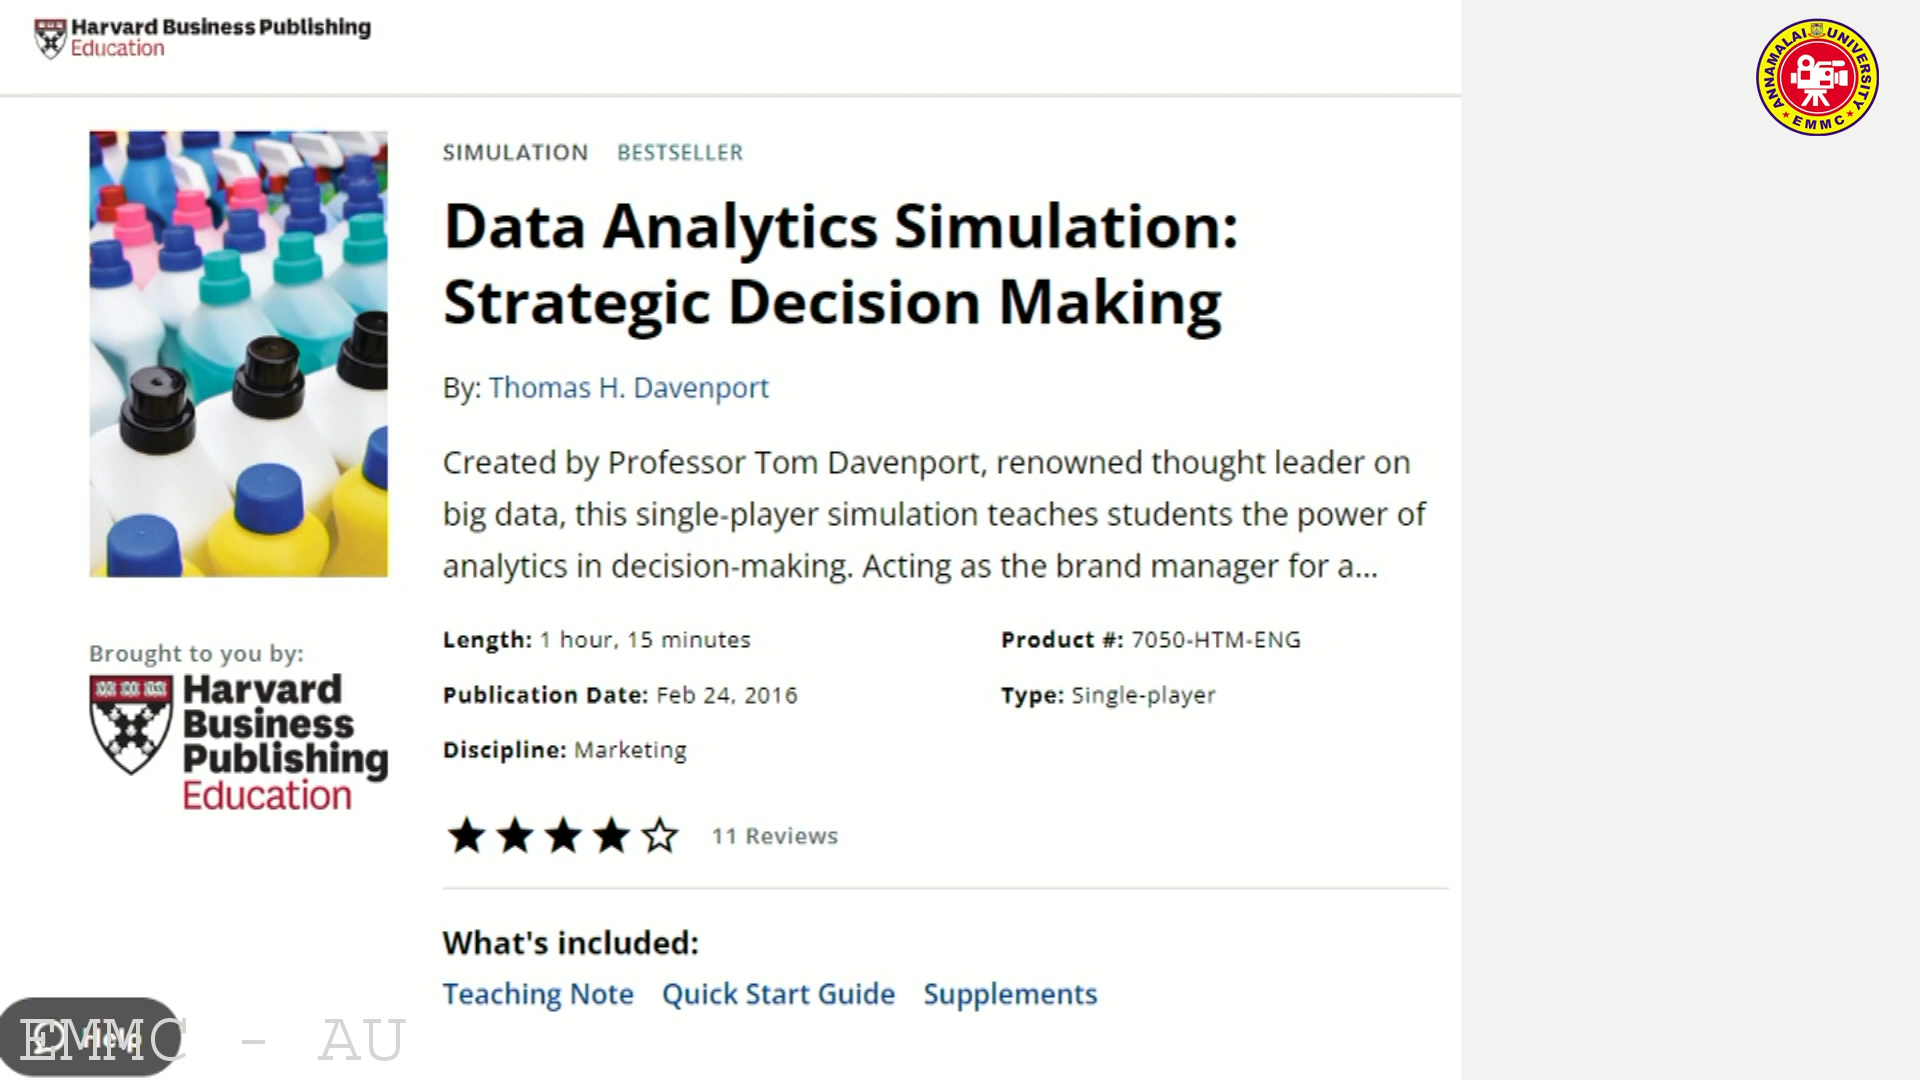 Harvard Business Publishing
Education
ANNAMALAI UNIVERSITY
EMMC
SIMULATION BESTSELLER
Data Analytics Simulation:
Strategic Decision Making
By: Thomas H. Davenport
Created by Professor Tom Davenport, renowned thought leader on
big data, this single-player simulation teaches students the power of
analytics in decision-making. Acting as the brand manager for a...
Length: 1 hour, 15 minutes
Product #: 7050-HTM-ENG
Publication Date: Feb 24, 2016
Type: Single-player
Discipline: Marketing
11 Reviews
Brought to you by:
Harvard
Business
Publishing
Education
What's included:
Teaching Note Quick Start Guide Supplements
Help
EMMC - AU